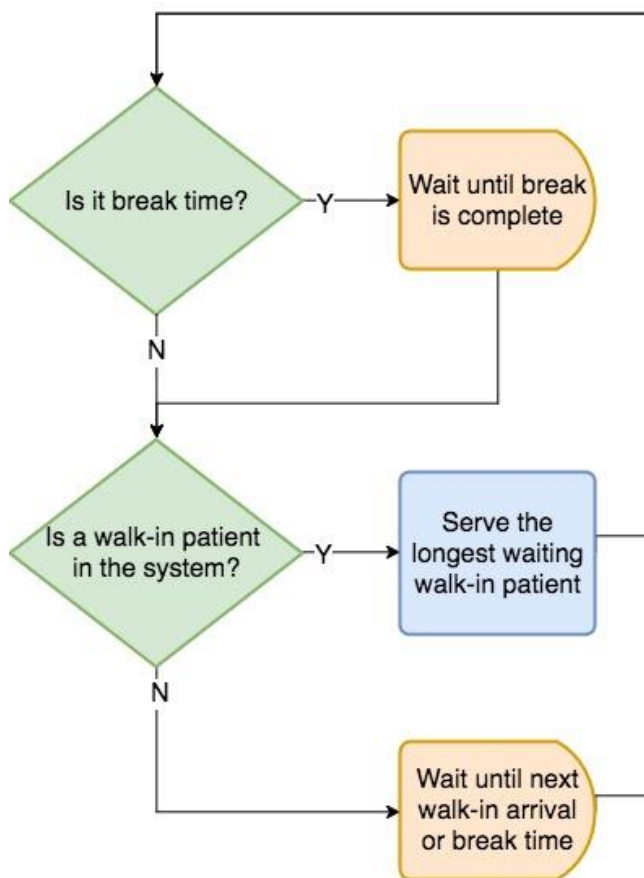 Is it break time?
Y
Wait until break
is complete
N
Is a walk-in patient
in the system?
Y
Serve the
longest waiting
walk-in patient
N
Wait until next
walk-in arrival
or break time